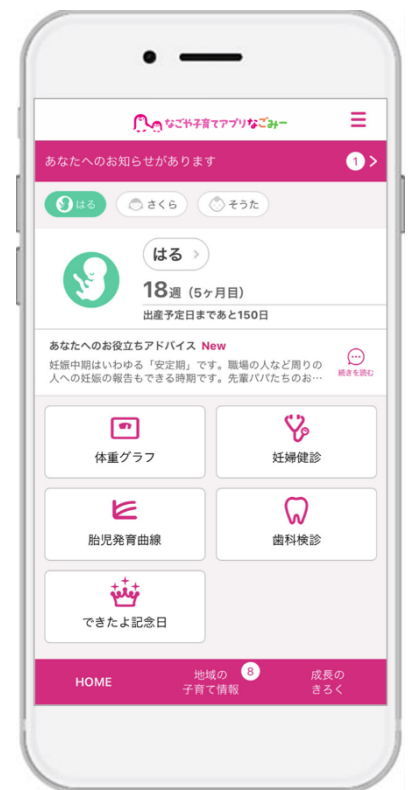 なごや子育てアプリなごみー
あなたへのお知らせがあります 1
はる さくら そうた
はる
18週（5ヶ月目）
出産予定日まであと150日
あなたへのお役立ちアドバイス New
妊娠中期はいわゆる「安定期」です。職場の人など周りの
人への妊娠の報告もできる時期です。先輩パパたちのお…
続きを読む
体重グラフ 妊婦健診
胎児発育曲線 歯科検診
できたよ記念日
HOME
地域の
子育て情報
8
成長の
きろく